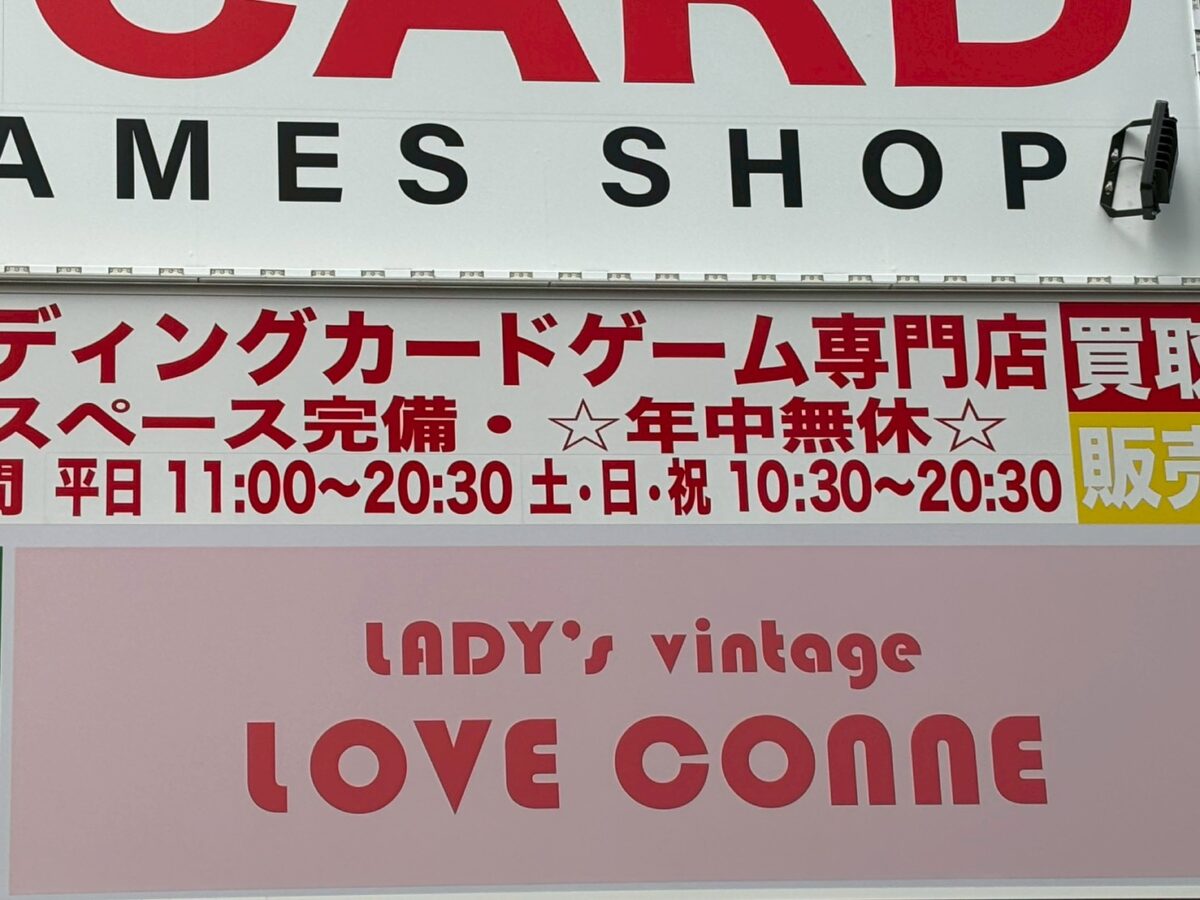 CARD
AMES SHOP
ディングカードゲーム専門店
スペース完備・☆年中無休☆
間 平日 11:00～20:30 土・日・祝 10:30～20:30
買取
販売
LADY's vintage
LOVE CONNE